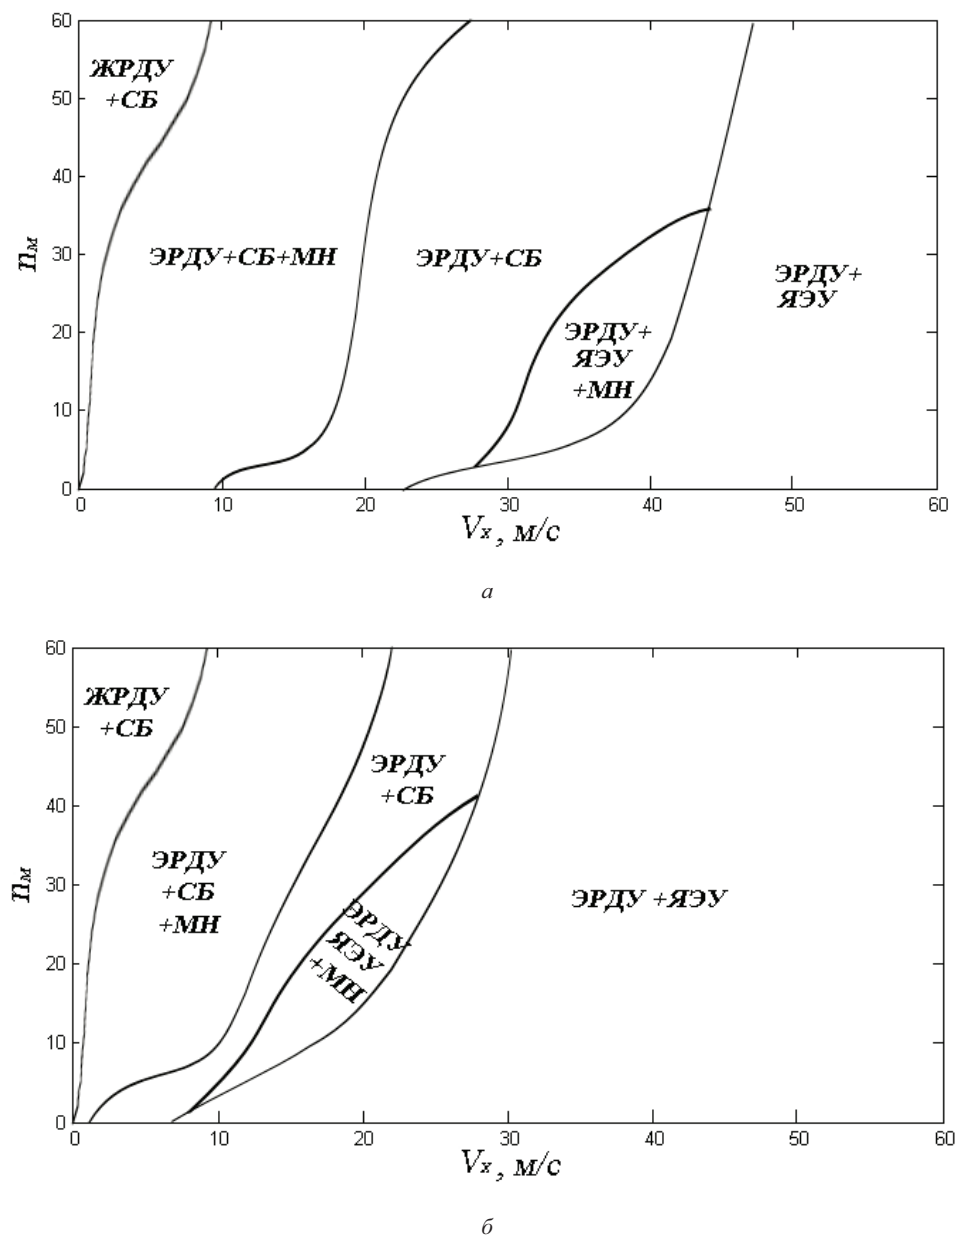 60
50
40
30
20
10
0
nм
ЖРДУ
+СБ
ЭРДУ+СБ+МН
ЭРДУ+СБ
ЭРДУ+
ЯЭУ
+МН
ЭРДУ+
ЯЭУ
0
10
20
30
40
50
60
Vx , м/с
а
60
50
40
30
20
10
0
nм
ЖРДУ
+СБ
ЭРДУ
+СБ
+МН
ЭРДУ
+СБ
ЭРДУ
ЯЭУ
+МН
ЭРДУ +ЯЭУ
0
10
20
30
40
50
60
Vx , м/с
б